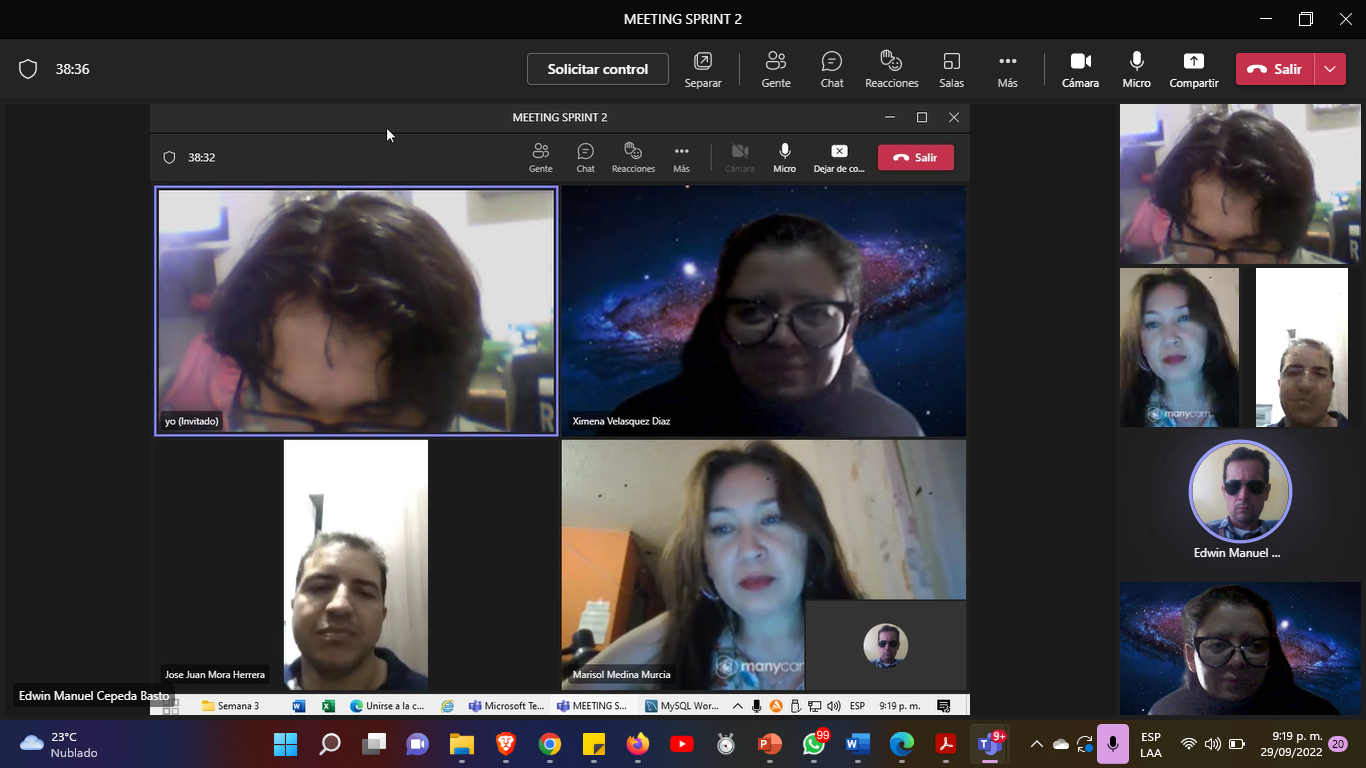 MEETING SPRINT 2
38:36
Solicitar control
Separar
Gente
Chat
Reacciones
Salas
Más
Cámara
Micro
Compartir
Salir
MEETING SPRINT 2
38:32
Gente
Chat
Reacciones
Más
Cámara
Micro
Dejar de co...
Salir
yo (Invitado)
Ximena Velasquez Diaz
manycam
Edwin Manuel ...
Jose Juan Mora Herrera
Marisol Medina Murcia
manycam
Edwin Manuel Cepeda Basto
Semana 3
Unirse a la c...
Microsoft Te...
MEETING S...
MySQL Wor...
ESP
9:19 p. m.
23°C
Nublado
99
9+
ESP
LAA
9:19 p. m.
29/09/2022
20